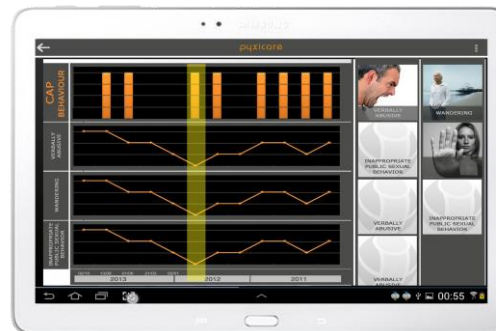 pyxicare
CAP
BEHAVIOUR
VERBALLY
ABUSIVE
WANDERING
INAPPROPRIATE
PUBLIC SEXUAL
BEHAVIOR
2013
2012
2011
VERBALLY
ABUSIVE
WANDERING
INAPPROPRIATE
PUBLIC SEXUAL
BEHAVIOR
VERBALLY
ABUSIVE
INAPPROPRIATE
PUBLIC SEXUAL
BEHAVIOR
VERBALLY
ABUSIVE
00:55